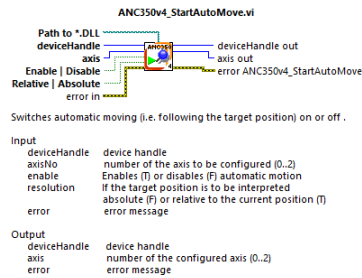 ANC350v4_StartAutoMove.vi
Path to *.DLL
deviceHandle
axis
Enable | Disable
Relative | Absolute
error in
ANC350
4
deviceHandle out
axis out
error ANC350v4_StartAutoMove
Switches automatic moving (i.e. following the target position) on or off .
Input
deviceHandle device handle
axisNo number of the axis to be configured (0..2)
enable Enables (T) or disables (F) automatic motion
resolution If the target position is to be interpreted
absolute (F) or relative to the current position (T)
error error message
Output
deviceHandle device handle
axis number of the configured axis (0..2)
error error message